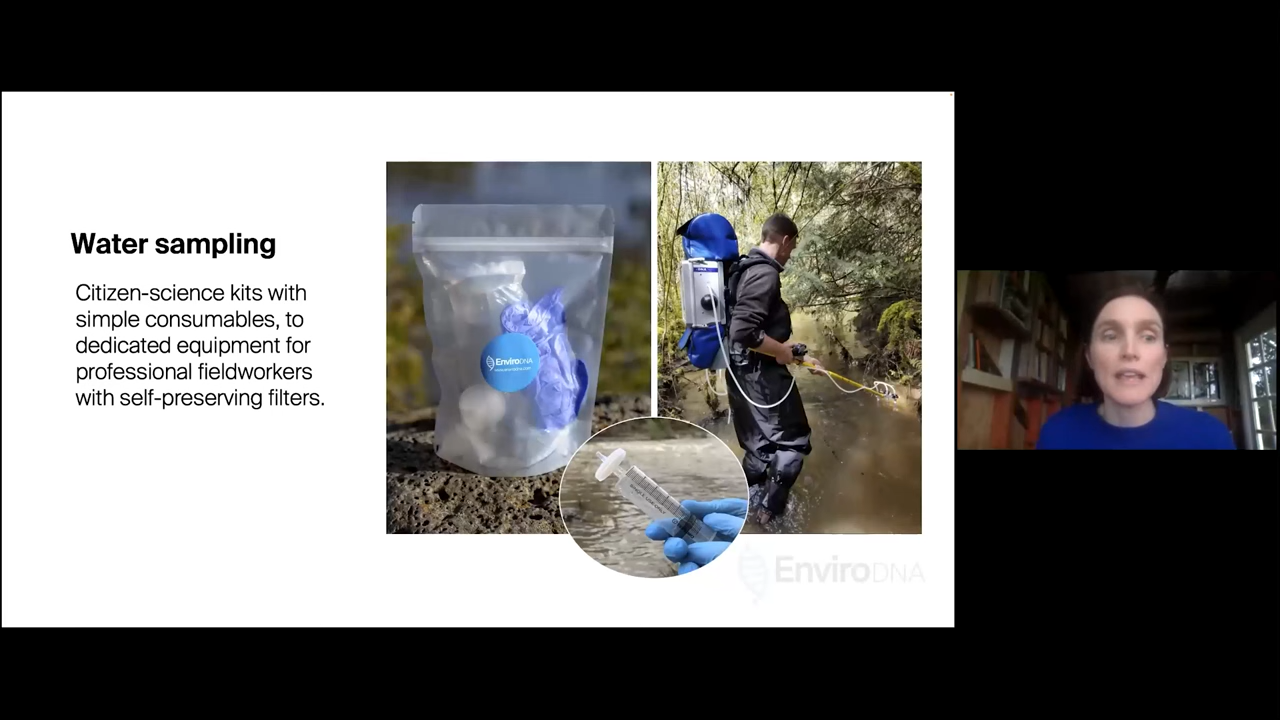 Water sampling
Citizen-science kits with
simple consumables, to
dedicated equipment for
professional fieldworkers
with self-preserving filters.
EnviroDNA
EnviroDNA